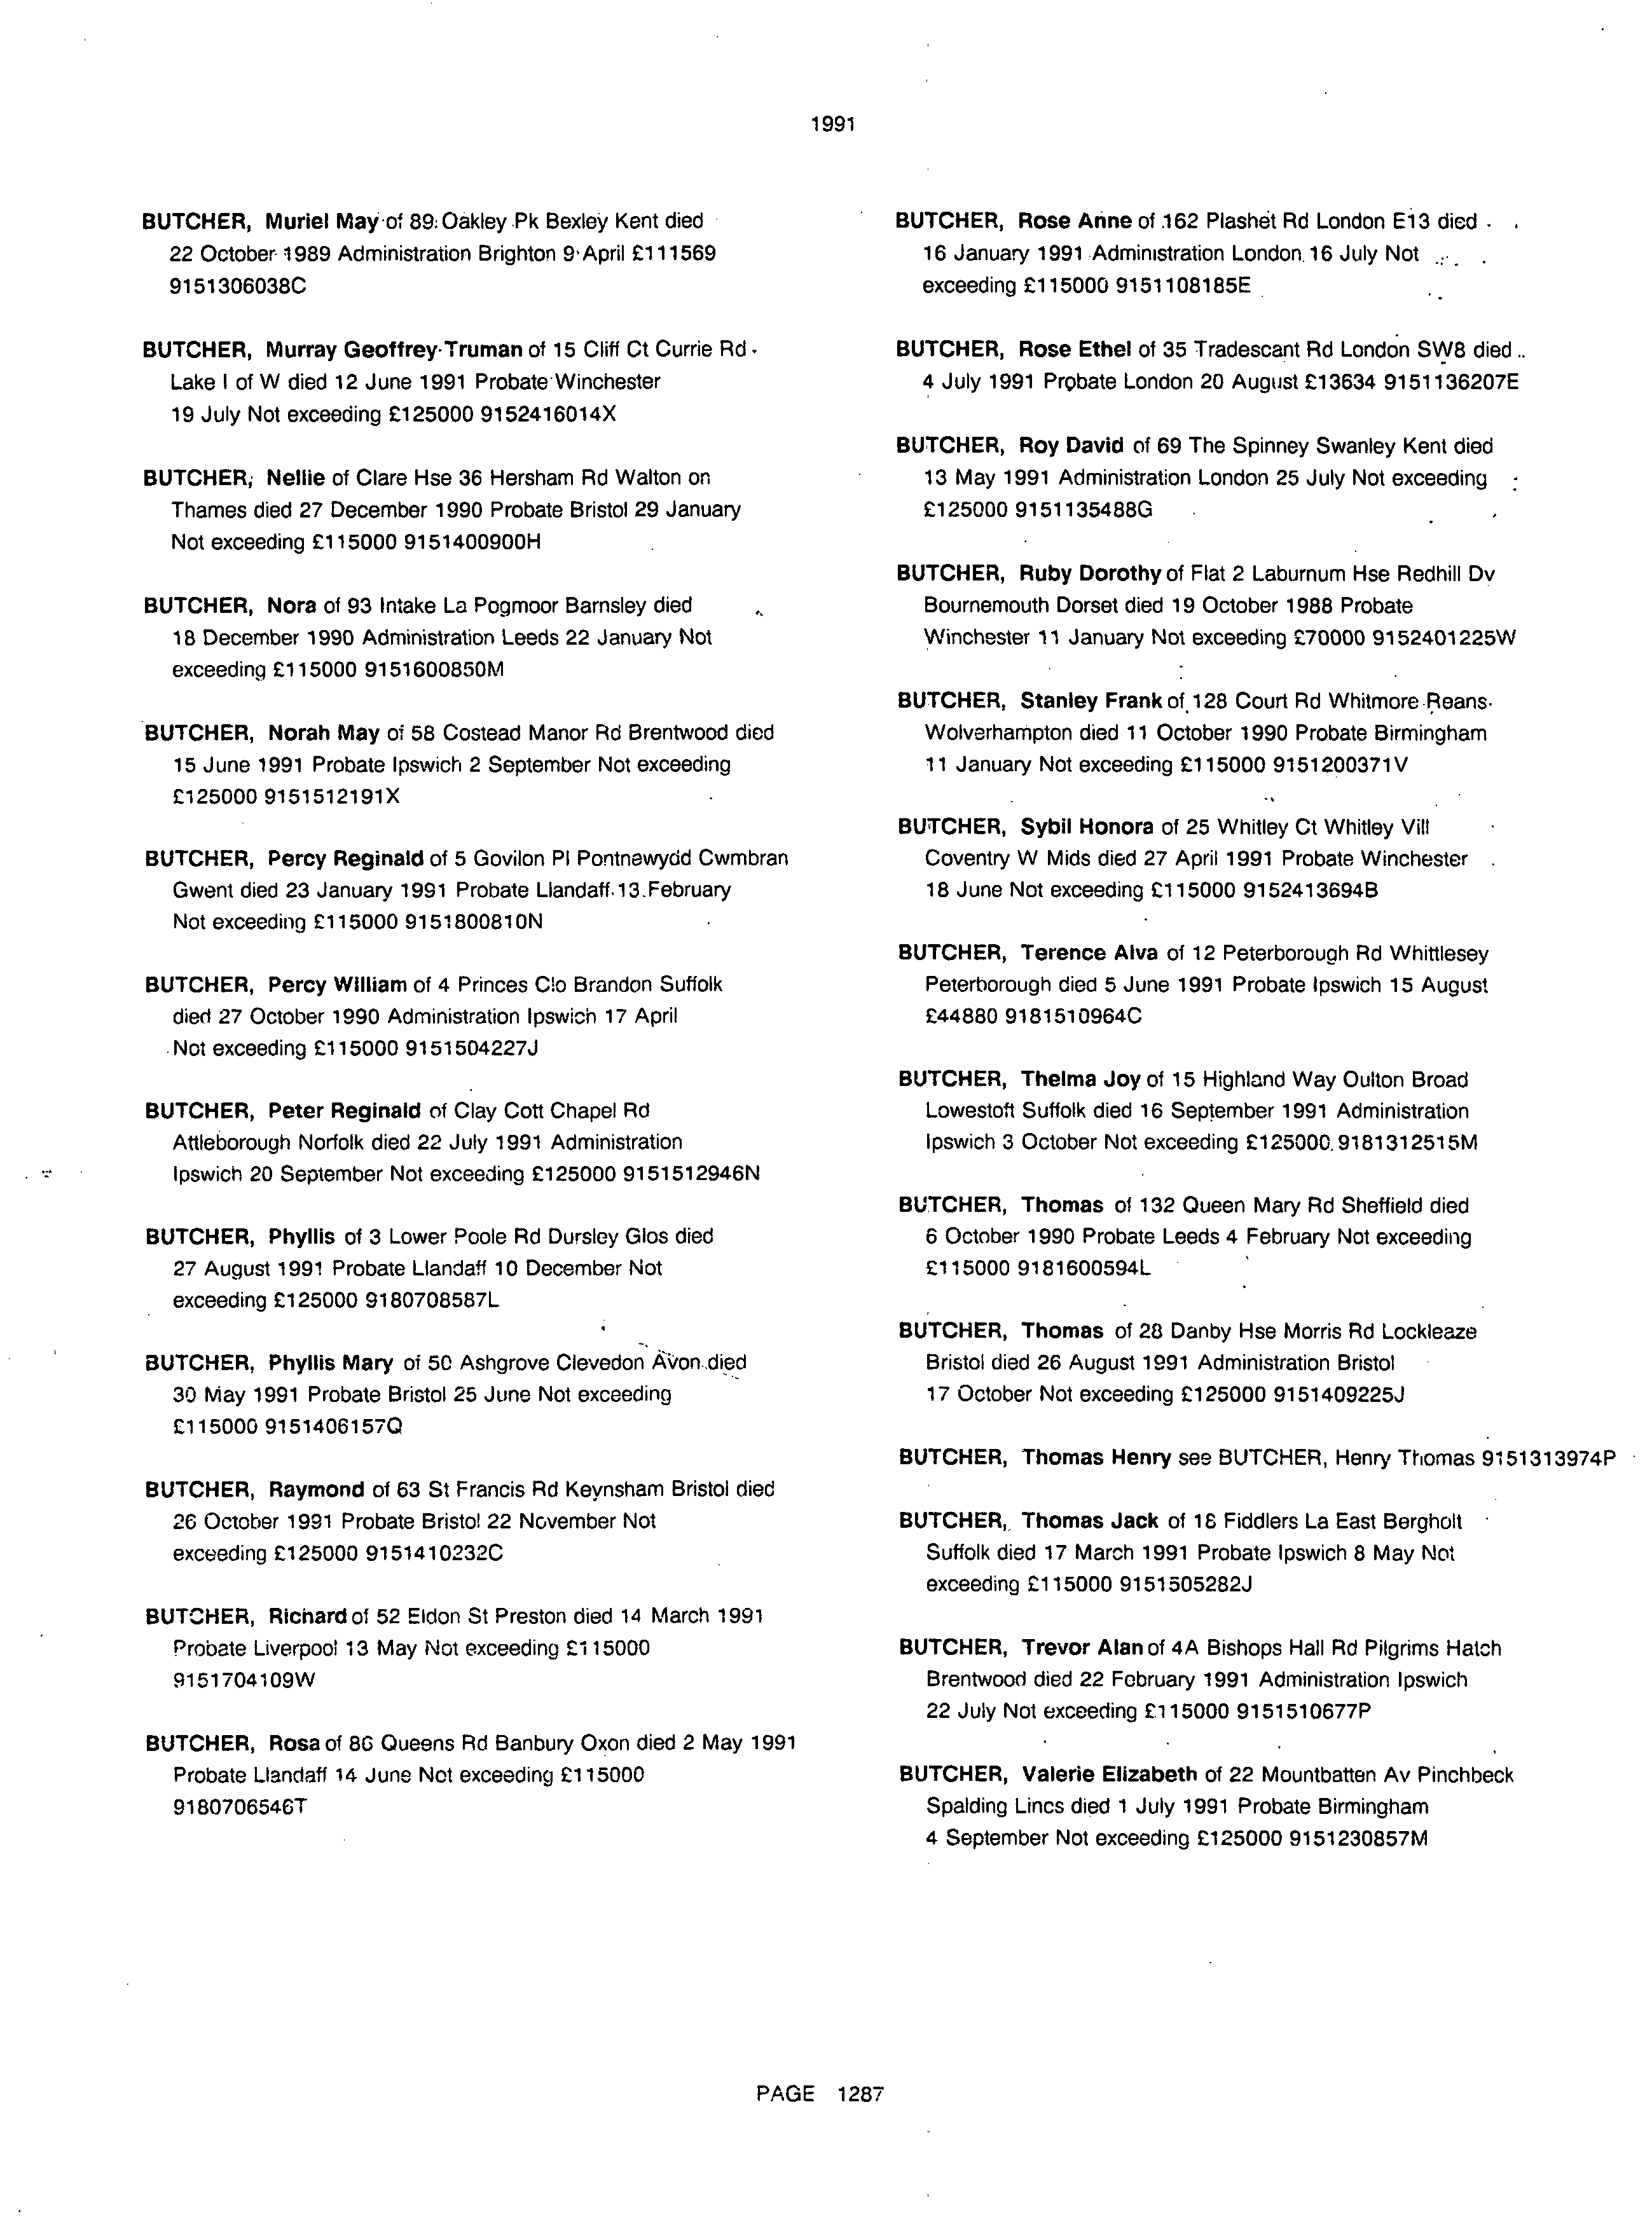 1991
BUTCHER, Muriel May of 89 Oakley Pk Bexley Kent died
22 October 1989 Administration Brighton 9 April £111569
9151306038C
BUTCHER, Murray Geoffrey Truman of 15 Cliff Ct Currie Rd
Lake I of W died 12 June 1991 Probate Winchester
19 July Not exceeding £125000 9152416014X
BUTCHER, Nellie of Clare Hse 36 Hersham Rd Walton on
Thames died 27 December 1990 Probate Bristol 29 January
Not exceeding £115000 9151400900H
BUTCHER, Nora of 93 Intake La Pogmoor Barnsley died
18 December 1990 Administration Leeds 22 January Not
exceeding £115000 9151600850M
BUTCHER, Norah May of 58 Costead Manor Rd Brentwood died
15 June 1991 Probate Ipswich 2 September Not exceeding
£125000 9151512191X
BUTCHER, Percy Reginald of 5 Govilon Pl Pontnewydd Cwmbran
Gwent died 23 January 1991 Probate Llandaff 13 February
Not exceeding £115000 9151800810N
BUTCHER, Percy William of 4 Princes Clo Brandon Suffolk
died 27 October 1990 Administration Ipswich 17 April
Not exceeding £115000 9151504227J
BUTCHER, Peter Reginald of Clay Cott Chapel Rd
Attleborough Norfolk died 22 July 1991 Administration
Ipswich 20 September Not exceeding £125000 9151512946N
BUTCHER, Phyllis of 3 Lower Poole Rd Dursley Glos died
27 August 1991 Probate Llandaff 10 December Not
exceeding £125000 9180708587L
BUTCHER, Phyllis Mary of 50 Ashgrove Clevedon Avon died
30 May 1991 Probate Bristol 25 June Not exceeding
£115000 9151406157Q
BUTCHER, Raymond of 63 St Francis Rd Keynsham Bristol died
26 October 1991 Probate Bristol 22 November Not
exceeding £125000 9151410232C
BUTCHER, Richard of 52 Eldon St Preston died 14 March 1991
Probate Liverpool 13 May Not exceeding £115000
9151704109W
BUTCHER, Rosa of 86 Queens Rd Banbury Oxon died 2 May 1991
Probate Llandaff 14 June Not exceeding £115000
9180706546T
BUTCHER, Rose Anne of 162 Plashet Rd London E13 died
16 January 1991 Administration London 16 July Not
exceeding £115000 9151108185E
BUTCHER, Rose Ethel of 35 Tradescant Rd London SW8 died
4 July 1991 Probate London 20 August £13634 9151136207E
BUTCHER, Roy David of 69 The Spinney Swanley Kent died
13 May 1991 Administration London 25 July Not exceeding
£125000 9151135488G
BUTCHER, Ruby Dorothy of Flat 2 Laburnum Hse Redhill Dv
Bournemouth Dorset died 19 October 1988 Probate
Winchester 11 January Not exceeding £70000 9152401225W
BUTCHER, Stanley Frank of 128 Court Rd Whitmore Reans
Wolverhampton died 11 October 1990 Probate Birmingham
11 January Not exceeding £115000 9151200371V
BUTCHER, Sybil Honora of 25 Whitley Ct Whitley Vill
Coventry W Mids died 27 April 1991 Probate Winchester
18 June Not exceeding £115000 9152413694B
BUTCHER, Terence Alva of 12 Peterborough Rd Whittlesey
Peterborough died 5 June 1991 Probate Ipswich 15 August
£44880 9181510964C
BUTCHER, Thelma Joy of 15 Highland Way Oulton Broad
Lowestoft Suffolk died 16 September 1991 Administration
Ipswich 3 October Not exceeding £125000 9181312515M
BUTCHER, Thomas of 132 Queen Mary Rd Sheffield died
6 October 1990 Probate Leeds 4 February Not exceeding
£115000 9181600594L
BUTCHER, Thomas of 28 Danby Hse Morris Rd Lockleaze
Bristol died 26 August 1991 Administration Bristol
17 October Not exceeding £125000 9151409225J
BUTCHER, Thomas Henry see BUTCHER, Henry Thomas 9151313974P
BUTCHER, Thomas Jack of Fiddlers La East Bergholt
Suffolk died 17 March 1991 Probate Ipswich 8 May Not
exceeding £115000 9151505282J
BUTCHER, Trevor Alan of 4A Bishops Hall Rd Pilgrims Hatch
Brentwood died 22 February 1991 Administration Ipswich
22 July Not exceeding £115000 9151510677P
BUTCHER, Valerie Elizabeth of 22 Mountbatten Av Pinchbeck
Spalding Lincs died 1 July 1991 Probate Birmingham
4 September Not exceeding £125000 9151230857M
PAGE 1287